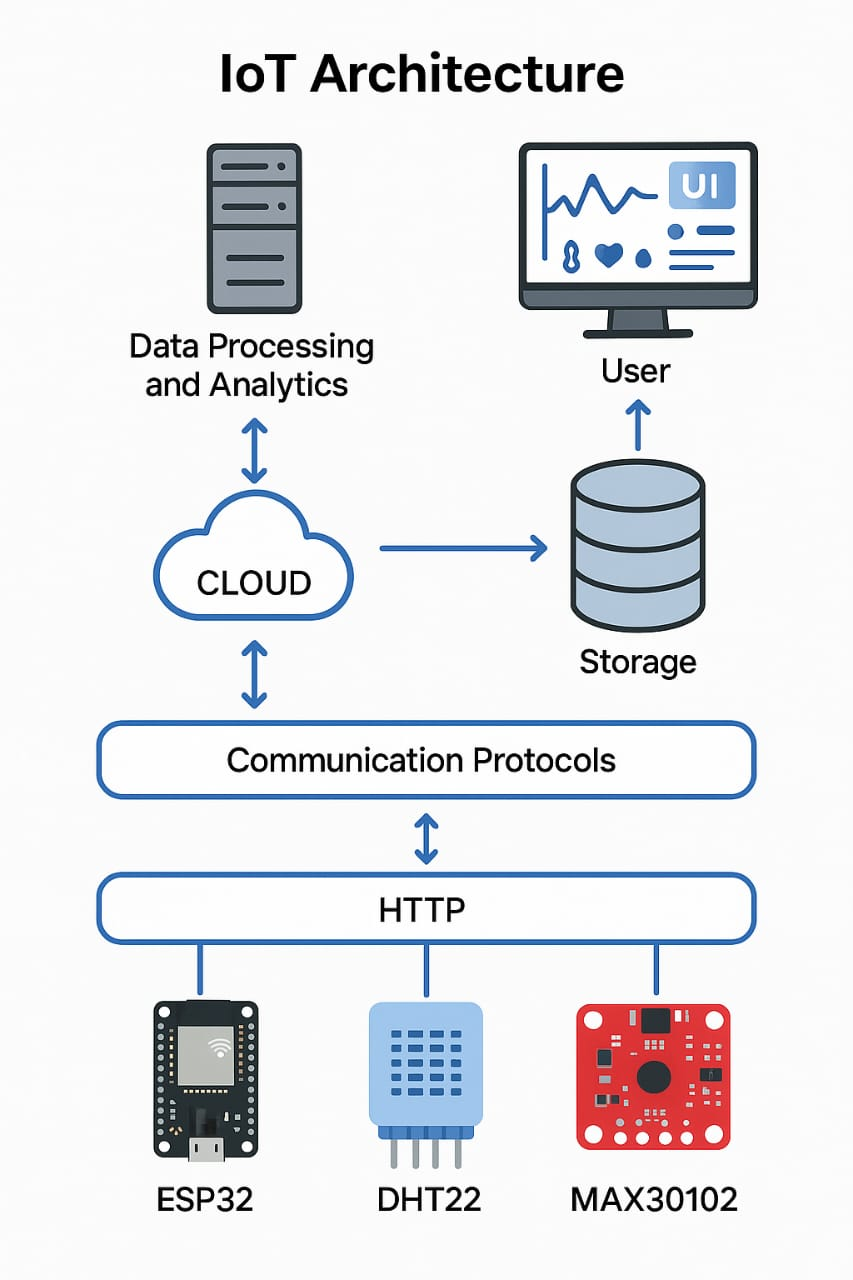 IoT Architecture
UI
Data Processing
and Analytics
User
CLOUD
Storage
Communication Protocols
HTTP
ESP32
DHT22
MAX30102